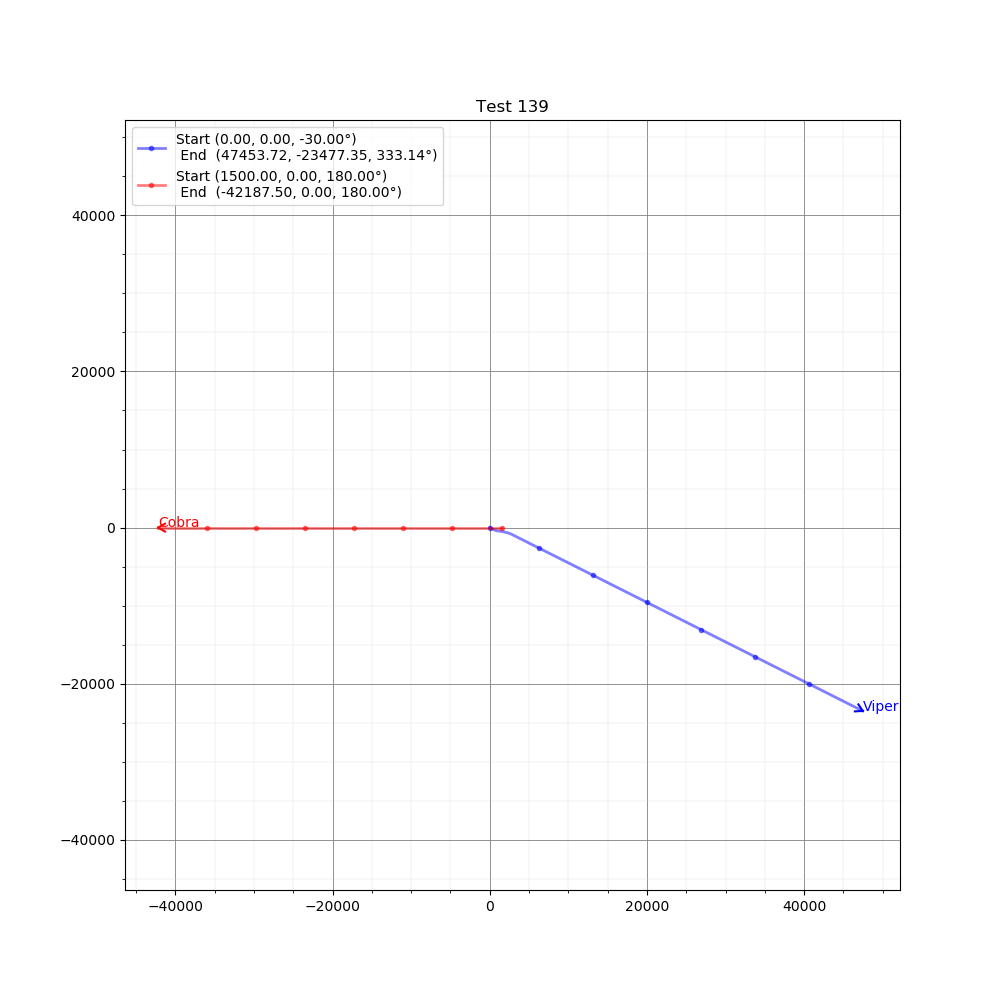 Test 139
Start (0.00, 0.00, -30.00°)
End  (47453.72, -23477.35, 333.14°)
Start (1500.00, 0.00, 180.00°)
End  (-42187.50, 0.00, 180.00°)
40000
20000
0
−20000
−40000
Cobra
Viper
−40000
−20000
0
20000
40000